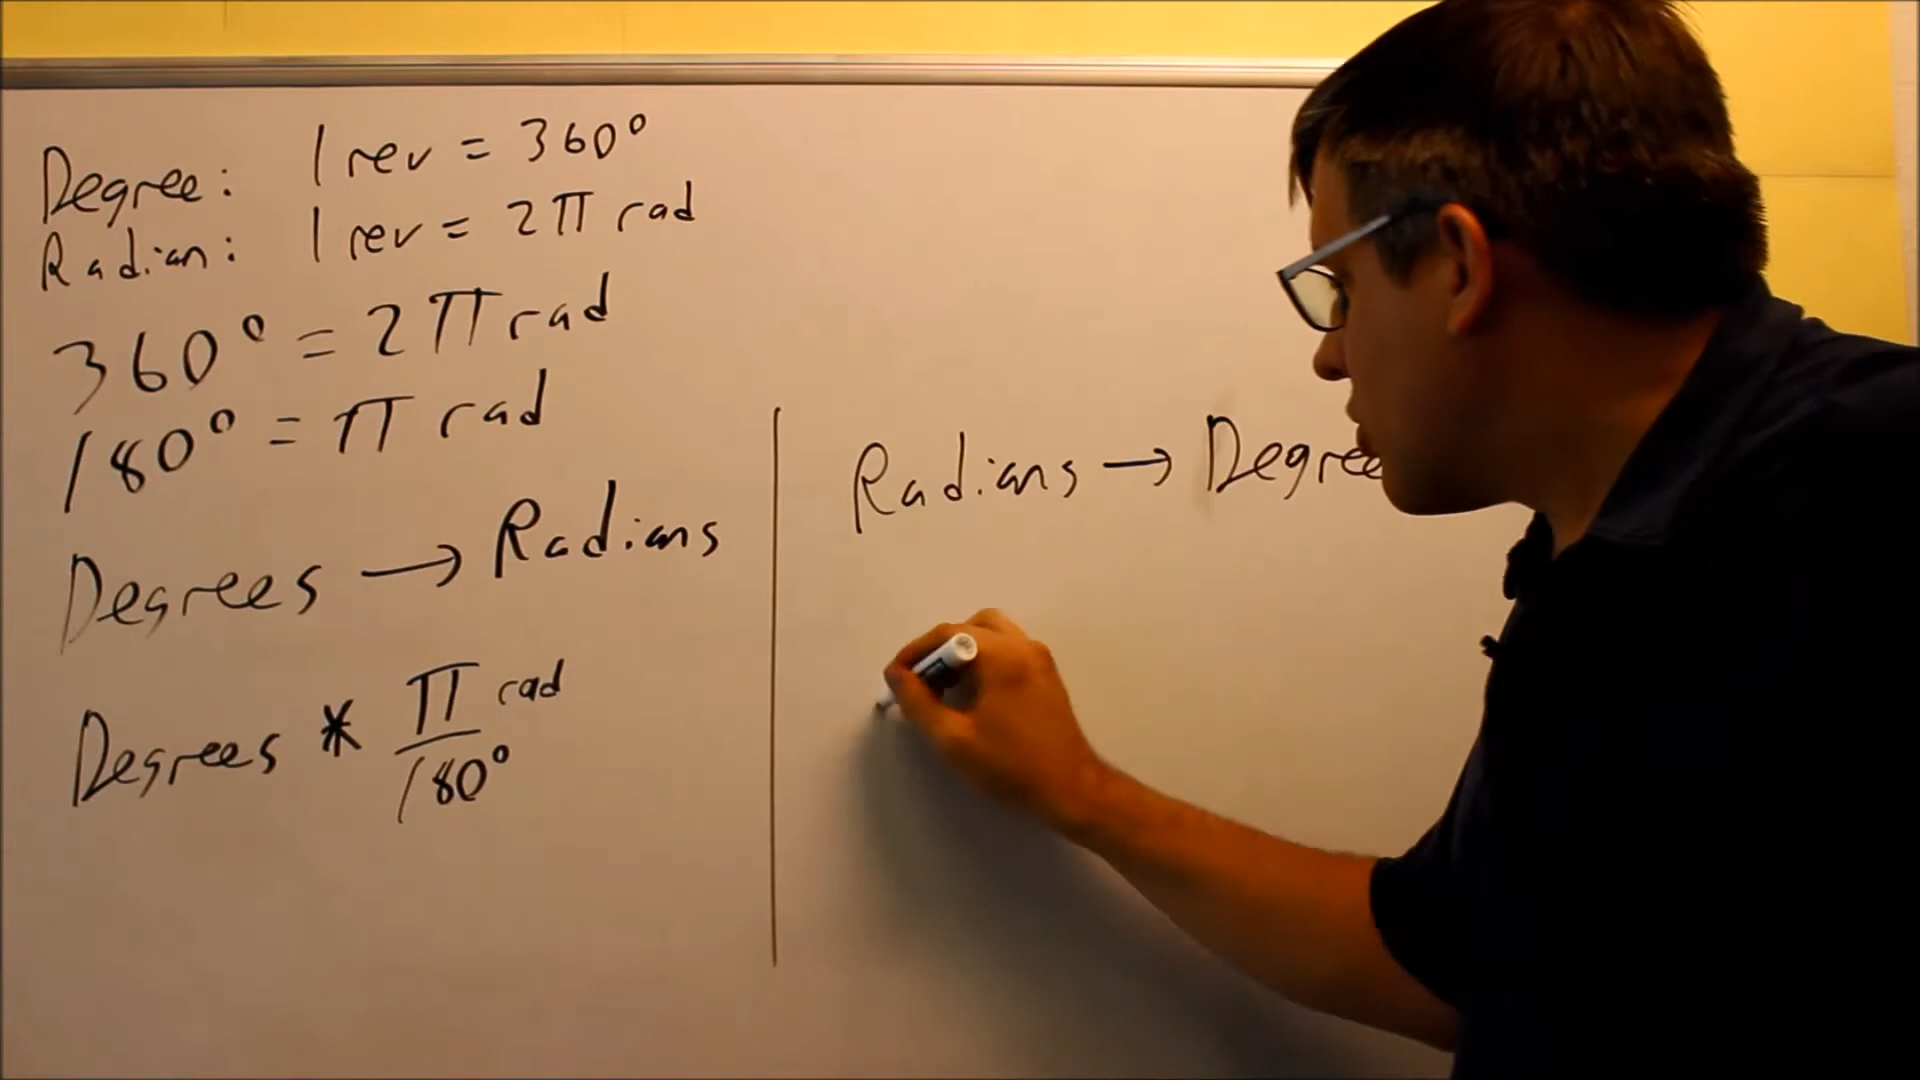 Degree: 1 rev = 360°
Radian: 1 rev = 2π rad
360° = 2π rad
180° = π rad
Degrees → Radians
Degrees * π rad
180°
Radians → Degree